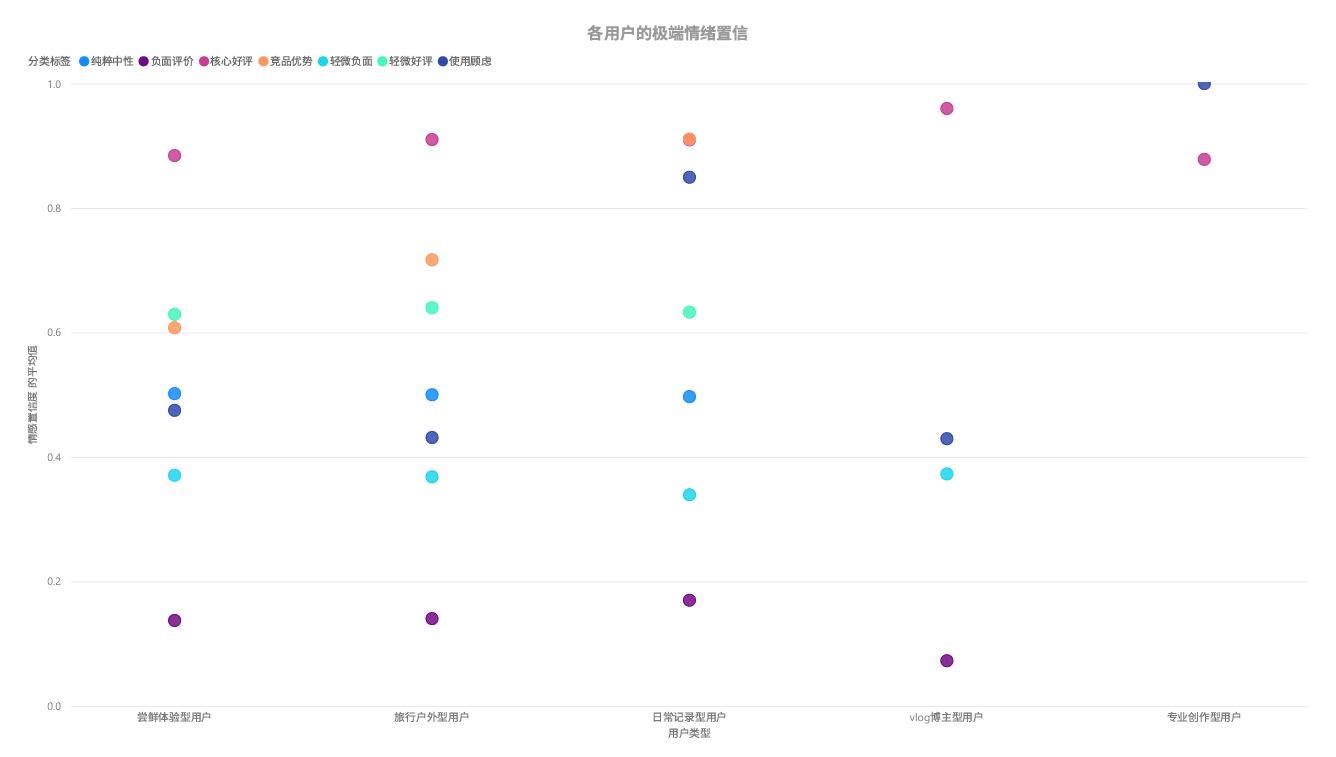 各用户的极端情绪置信
分类标签 纯粹中性 负面评价 核心好评 竞品优势 轻微负面 轻微好评 使用顾虑
1.0
0.8
0.6
0.4
0.2
0.0
情感置信度 的平均值
尝鲜体验型用户 旅行户外型用户 日常记录型用户 vlog博主型用户 专业创作型用户
用户类型